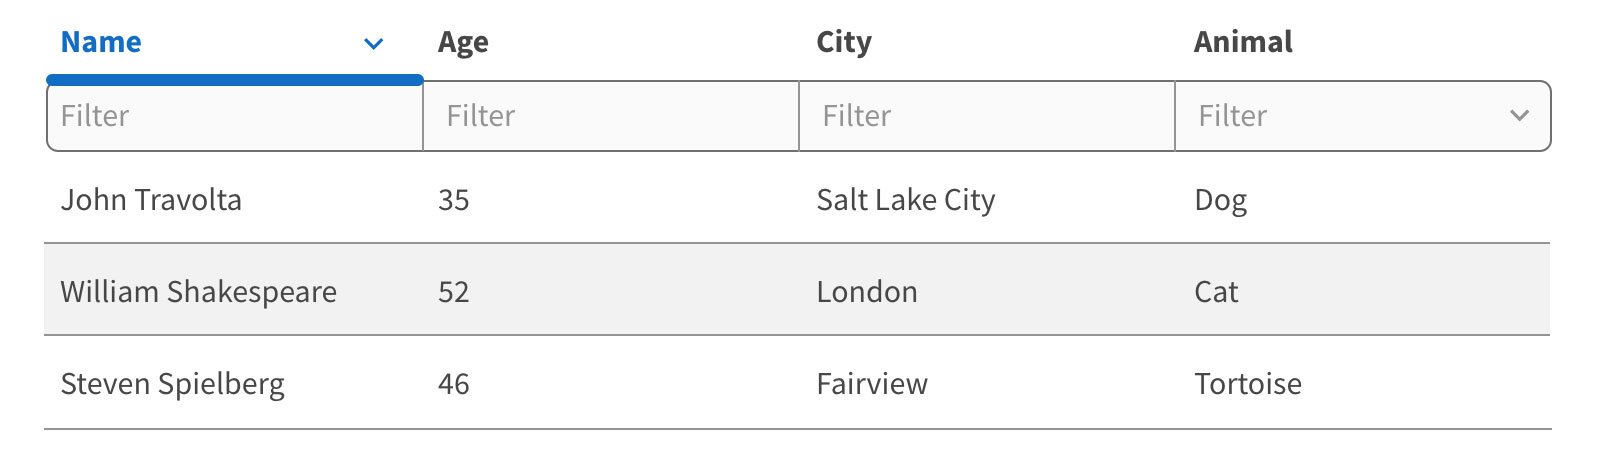 Name Age City Animal
Filter Filter Filter Filter
John Travolta 35 Salt Lake City Dog
William Shakespeare 52 London Cat
Steven Spielberg 46 Fairview Tortoise